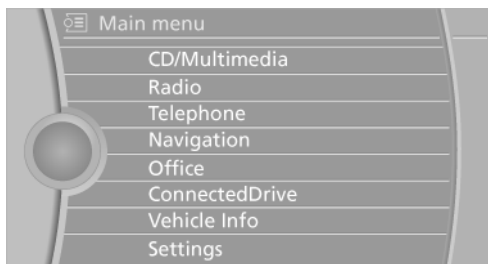 Main menu
CD/Multimedia
Radio
Telephone
Navigation
Office
ConnectedDrive
Vehicle Info
Settings